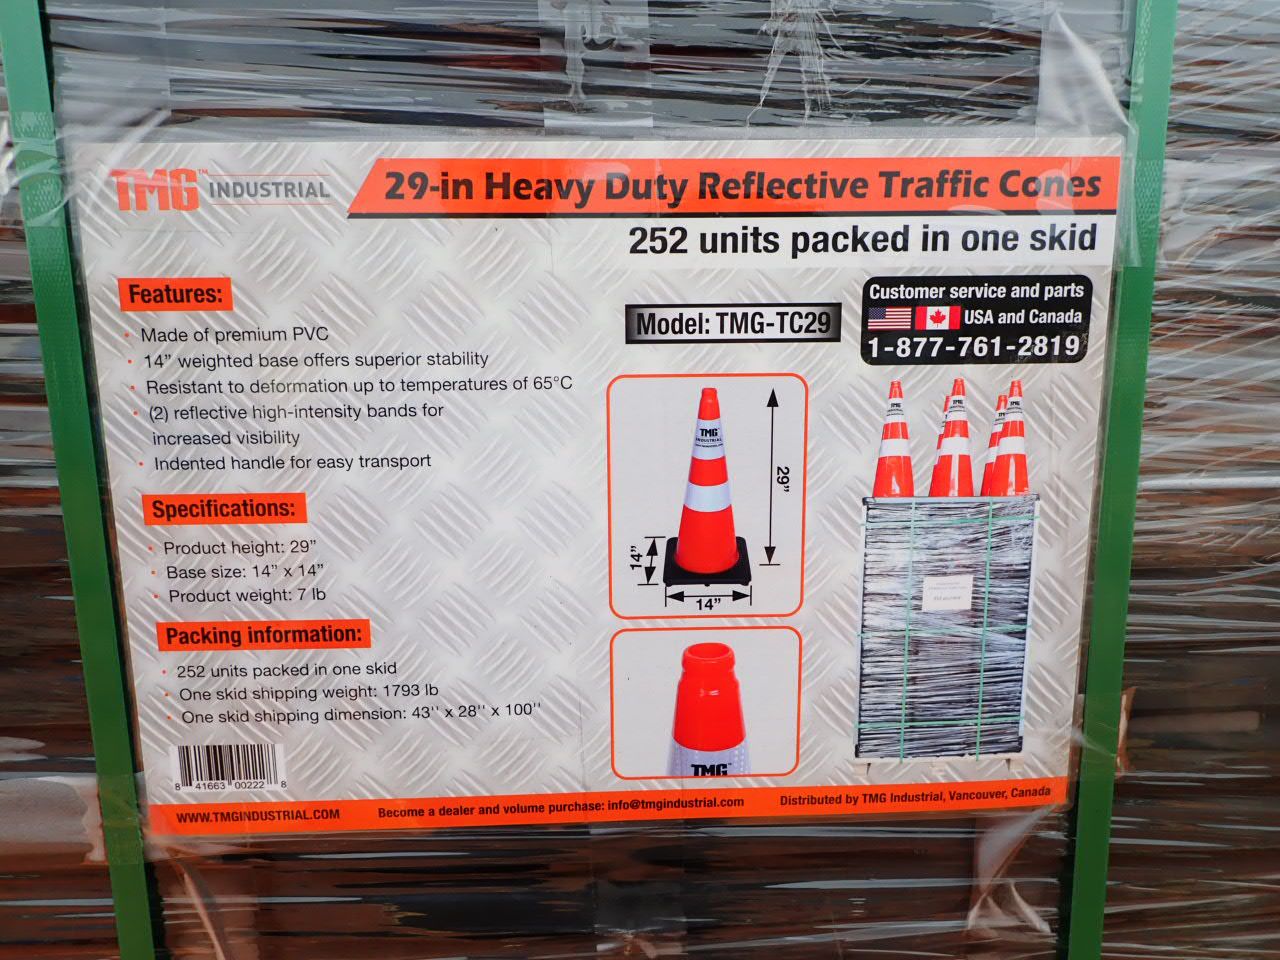 TMG™ INDUSTRIAL
29-in Heavy Duty Reflective Traffic Cones
252 units packed in one skid
Features:
• Made of premium PVC
• 14” weighted base offers superior stability
• Resistant to deformation up to temperatures of 65°C
• (2) reflective high-intensity bands for
increased visibility
• Indented handle for easy transport
Specifications:
• Product height: 29”
• Base size: 14” x 14”
• Product weight: 7 lb
Packing information:
• 252 units packed in one skid
• One skid shipping weight: 1793 lb
• One skid shipping dimension: 43'' x 28'' x 100''
8 41663 00222 8
Model: TMG-TC29
Customer service and parts
USA and Canada
1-877-761-2819
TMG
INDUSTRIAL
29”
14”
14”
TMG
WWW.TMGINDUSTRIAL.COM
Become a dealer and volume purchase: info@tmgindustrial.com
Distributed by TMG Industrial, Vancouver, Canada